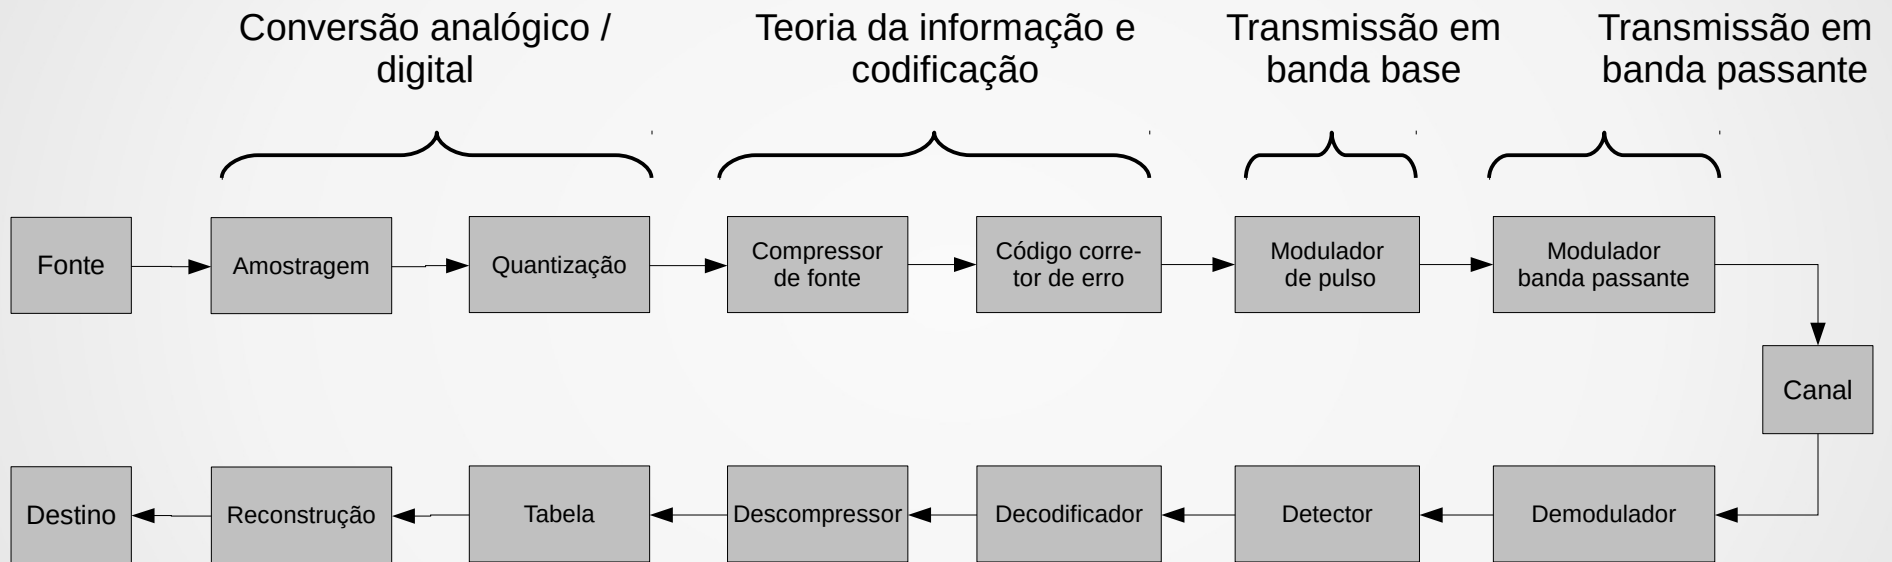 Conversão analógico /
digital
Teoria da informação e
codificação
Transmissão em
banda base
Transmissão em
banda passante
Fonte
Amostragem
Quantização
Compressor
de fonte
Código corre-
tor de erro
Modulador
de pulso
Modulador
banda passante
Canal
Destino
Reconstrução
Tabela
Descompressor
Decodificador
Detector
Demodulador